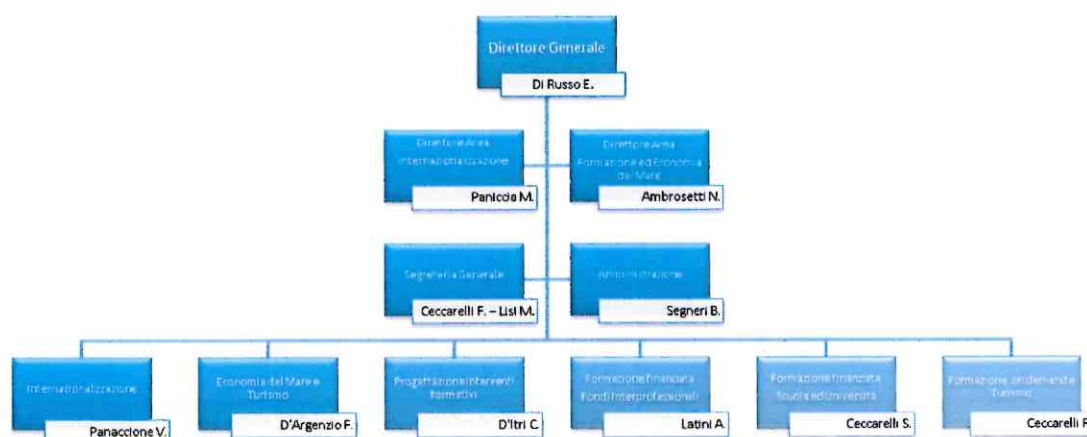 Direttore Generale
Di Russo E.
Direttore Area
Internazionalizzazione
Paniccia M.
Direttore Area
Formazione ed Economia
del Mare
Ambrosetti N.
Segreteria Generale
Ceccarelli F. – Lisi M.
Amministrazione
Segneri B.
Internazionalizzazione
Panaccione V.
Economia del Mare e
Turismo
D'Argenzio F.
Progettazione interventi
formativi
D'Itri C.
Formazione finanziata
Fondi Interprofessionali
Latini A.
Formazione finanziata
Scuola ed Università
Ceccarelli S.
Formazione on demand e
Turismo
Ceccarelli F.